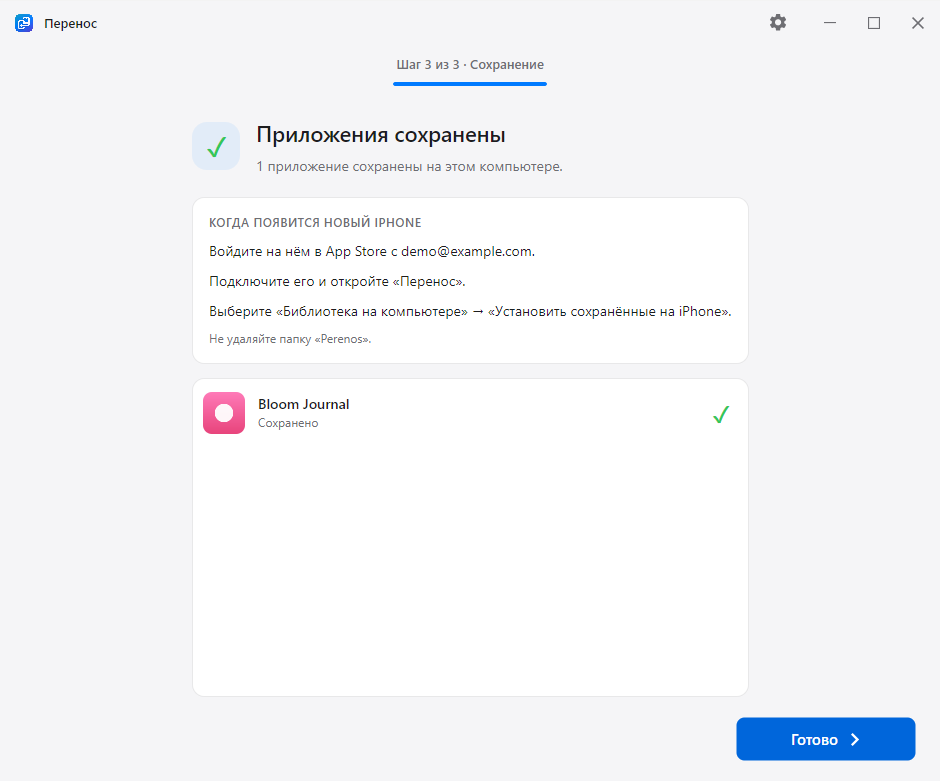 Перенос
Шаг 3 из 3 · Сохранение
Приложения сохранены
1 приложение сохранены на этом компьютере.
КОГДА ПОЯВИТСЯ НОВЫЙ IPHONE
Войдите на нём в App Store с demo@example.com.
Подключите его и откройте «Перенос».
Выберите «Библиотека на компьютере» → «Установить сохранённые на iPhone».
Не удаляйте папку «Perenos».
Bloom Journal
Сохранено
Готово